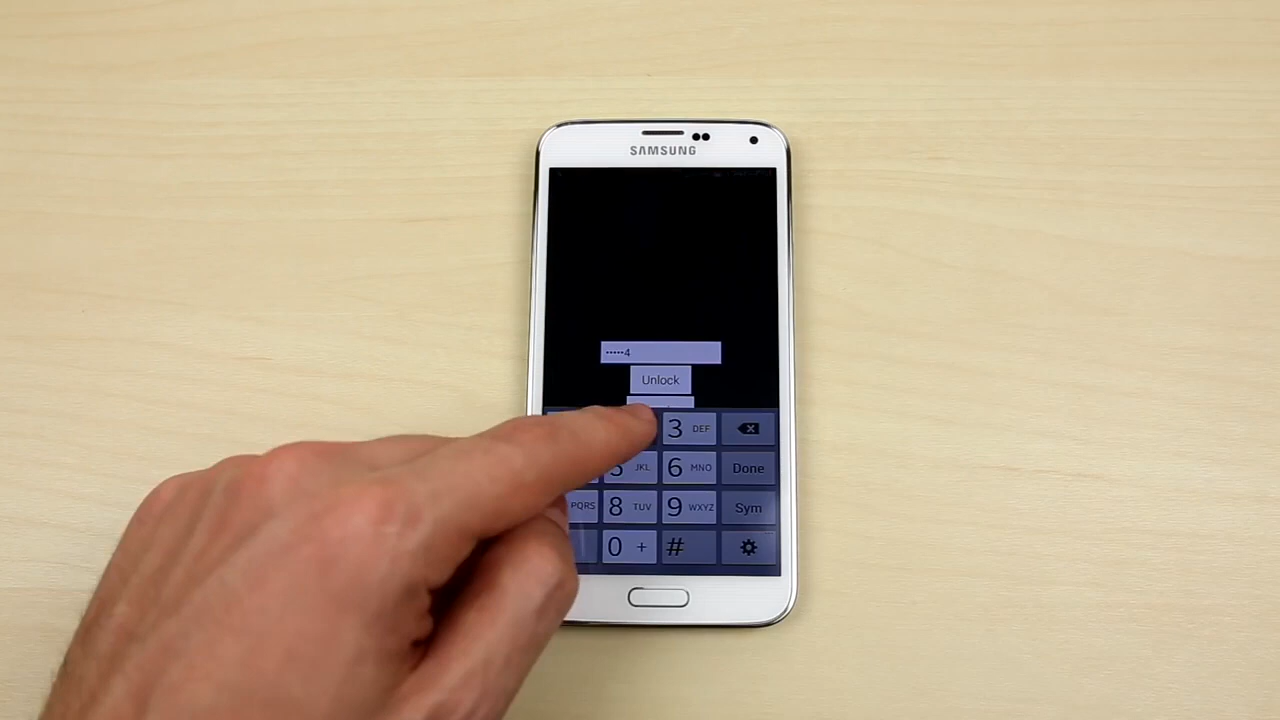 SAMSUNG
•••••4
Unlock
3 DEF
5 JKL 6 MNO Done
PQRS 8 TUV 9 WXYZ Sym
0 + #